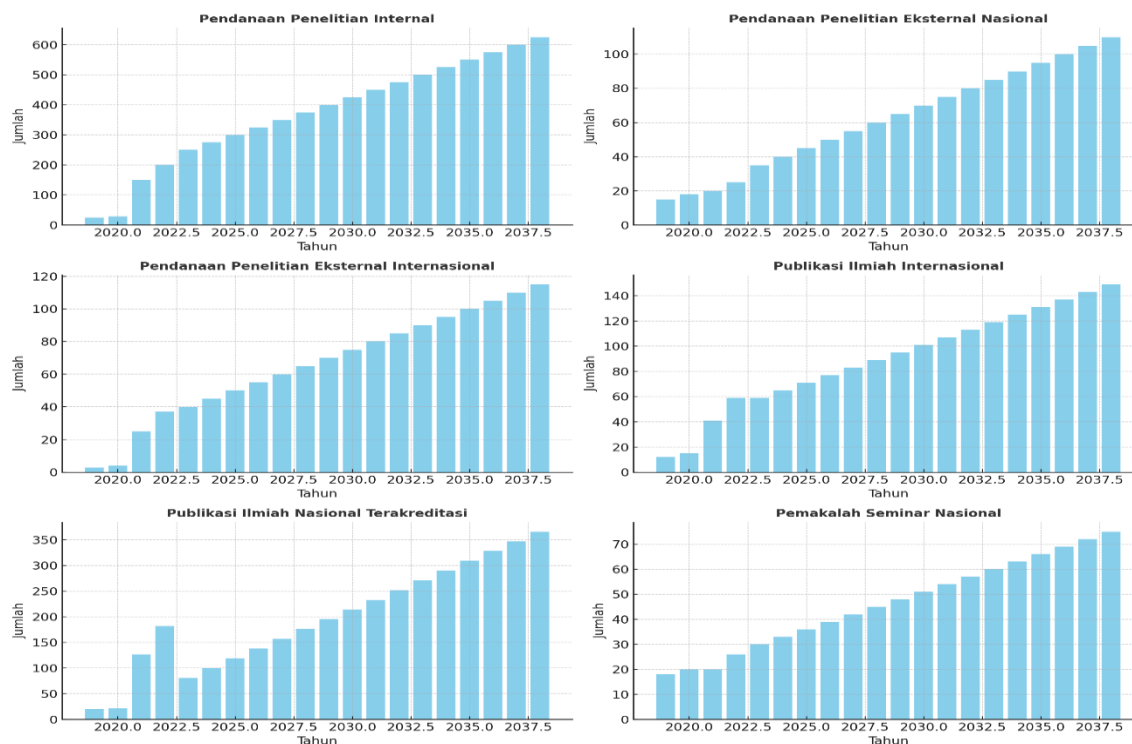 Pendanaan Penelitian Internal
Jumlah
600
500
400
300
200
100
0
2020.0 2022.5 2025.0 2027.5 2030.0 2032.5 2035.0 2037.5
Tahun
Pendanaan Penelitian Eksternal Nasional
Jumlah
100
80
60
40
20
0
2020.0 2022.5 2025.0 2027.5 2030.0 2032.5 2035.0 2037.5
Tahun
Pendanaan Penelitian Eksternal Internasional
Jumlah
120
100
80
60
40
20
0
2020.0 2022.5 2025.0 2027.5 2030.0 2032.5 2035.0 2037.5
Tahun
Publikasi Ilmiah Internasional
Jumlah
140
120
100
80
60
40
20
0
2020.0 2022.5 2025.0 2027.5 2030.0 2032.5 2035.0 2037.5
Tahun
Publikasi Ilmiah Nasional Terakreditasi
Jumlah
350
300
250
200
150
100
50
0
2020.0 2022.5 2025.0 2027.5 2030.0 2032.5 2035.0 2037.5
Tahun
Pemakalah Seminar Nasional
Jumlah
70
60
50
40
30
20
10
0
2020.0 2022.5 2025.0 2027.5 2030.0 2032.5 2035.0 2037.5
Tahun